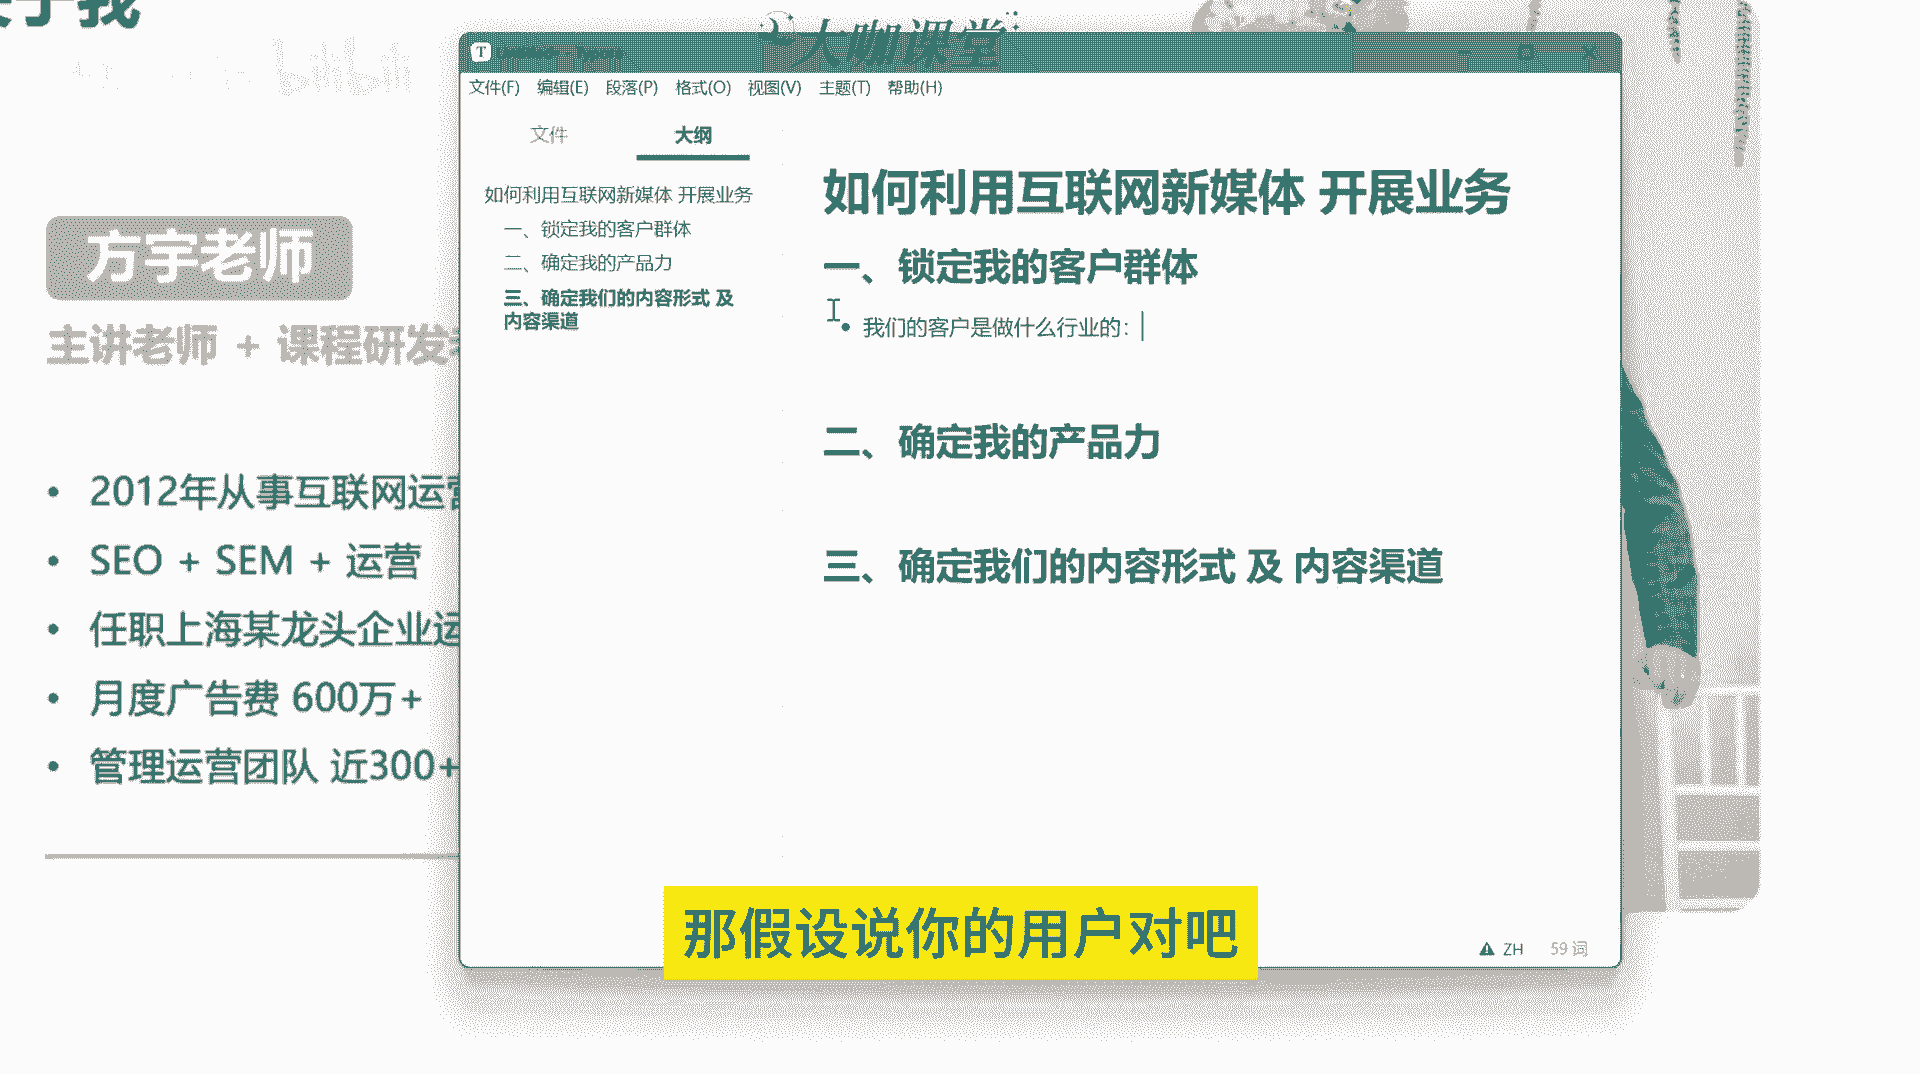 大咖课堂
bilibili
方宇老师
主讲老师 + 课程研发
• 2012年从事互联网运营
• SEO + SEM + 运营
• 任职上海某龙头企业运
• 月度广告费 600万+
• 管理运营团队 近300+
文件(F) 编辑(E) 段落(P) 格式(O) 视图(V) 主题(T) 帮助(H)
文件 大纲
如何利用互联网新媒体 开展业务
一、锁定我的客户群体
二、确定我的产品力
三、确定我们的内容形式 及
内容渠道
如何利用互联网新媒体 开展业务
一、锁定我的客户群体
• 我们的客户是做什么行业的：
二、确定我的产品力
三、确定我们的内容形式 及 内容渠道
ZH 59 词
那假设说你的用户对吧